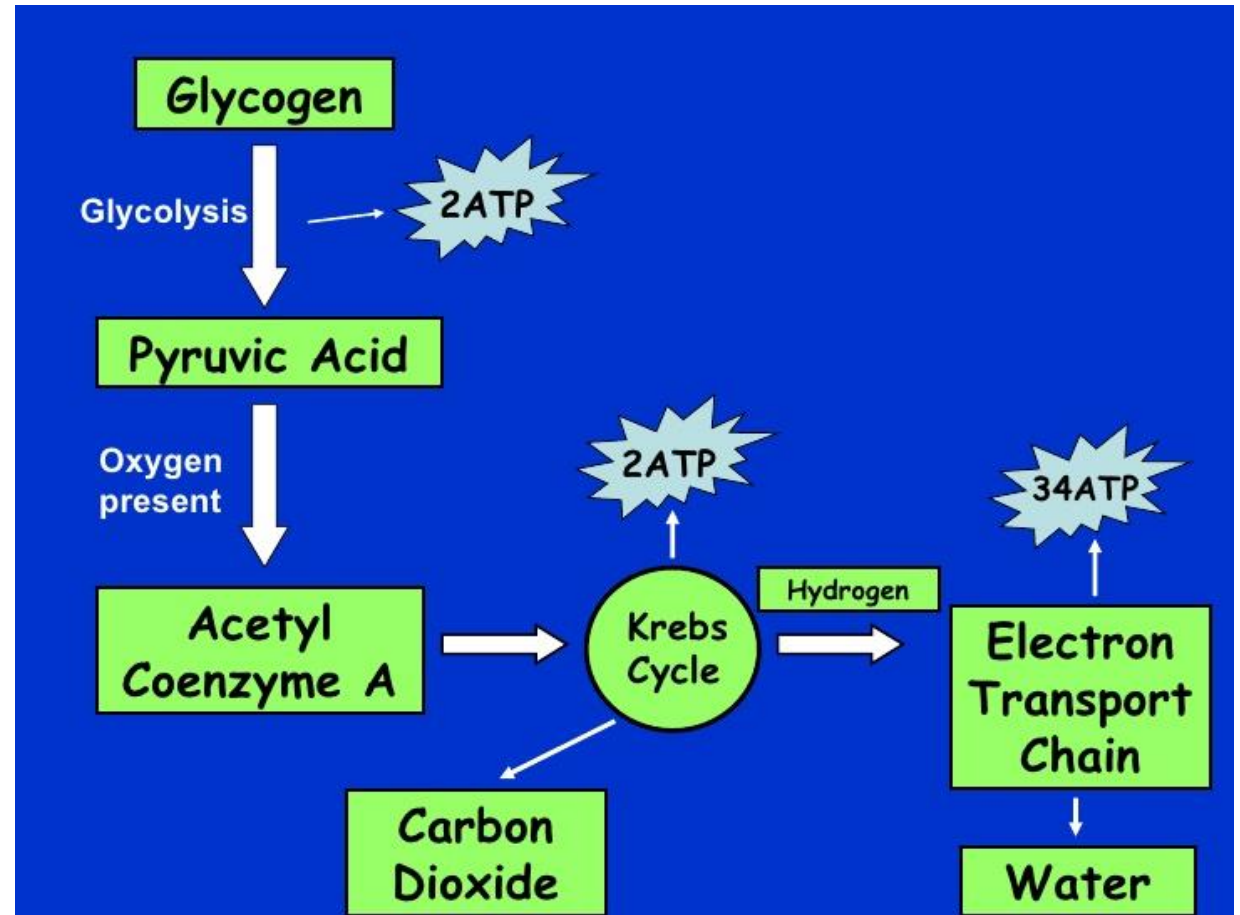 Glycogen
Glycolysis
2ATP
Pyruvic Acid
Oxygen
present
2ATP
34ATP
Acetyl
Coenzyme A
Krebs
Cycle
Hydrogen
Electron
Transport
Chain
Carbon
Dioxide
Water